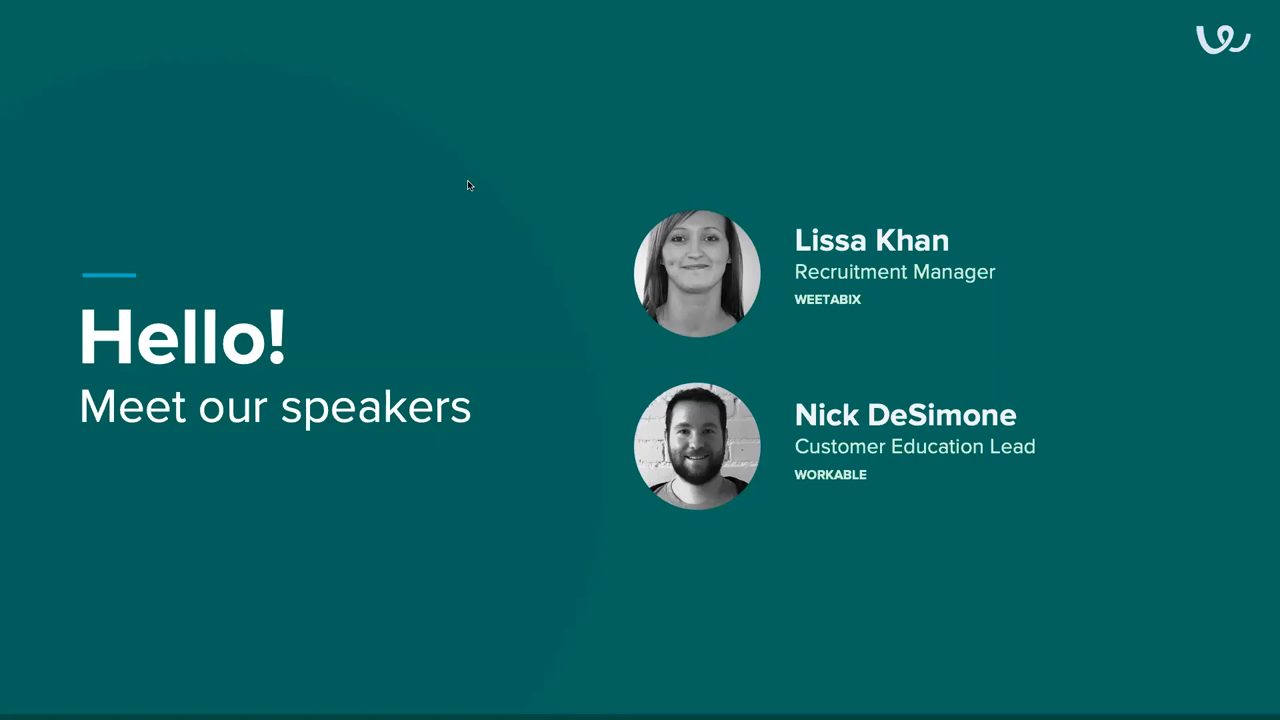 Hello!
Meet our speakers
Lissa Khan
Recruitment Manager
WEETABIX
Nick DeSimone
Customer Education Lead
WORKABLE